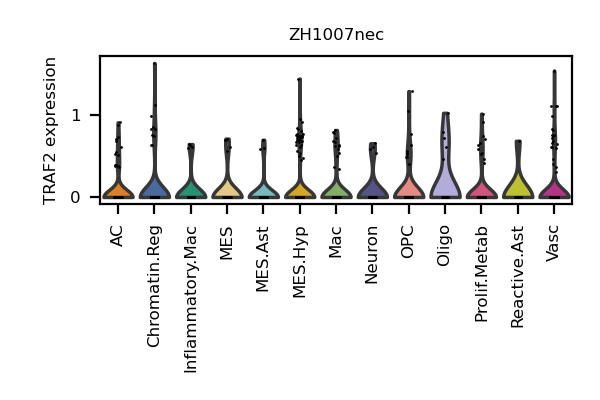 ZH1007nec
TRAF2 expression
1
0
AC
Chromatin.Reg
Inflammatory.Mac
MES
MES.Ast
MES.Hyp
Mac
Neuron
OPC
Oligo
Prolif.Metab
Reactive.Ast
Vasc